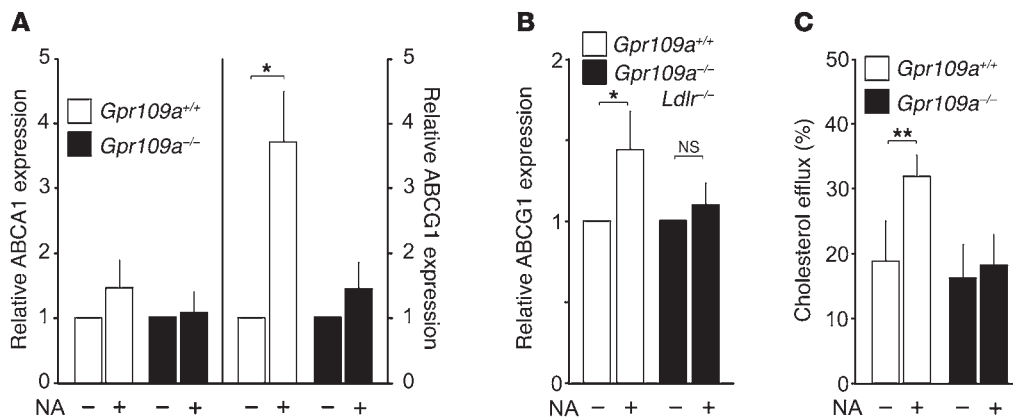 A
Relative ABCA1 expression
5
4
3
2
1
0
Gpr109a+/+
Gpr109a−/−
*
5
4
3
2
1
0
Relative ABCG1 expression
NA − + − + − + − +
B
Relative ABCG1 expression
2
1
0
Gpr109a+/+
Gpr109a−/−
Ldlr−/−
*
NS
NA − + − +
C
Cholesterol efflux (%)
50
40
30
20
10
0
Gpr109a+/+
Gpr109a−/−
**
NA − + − +